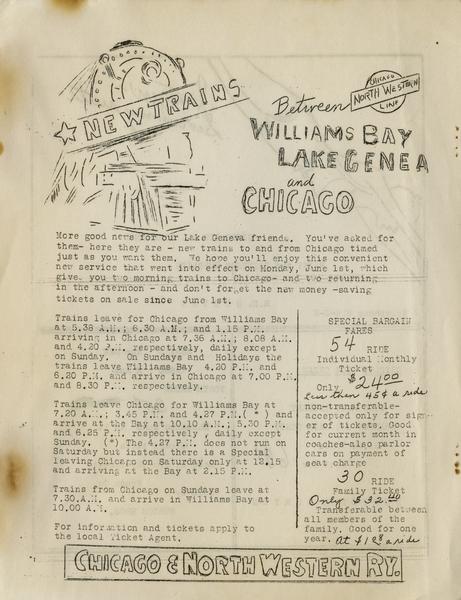 NEW TRAINS
Between
CHICAGO
NORTH WESTERN
LINE
WILLIAMS BAY
LAKE GENEA
and
CHICAGO
More good news for our Lake Geneva friends. You've asked for
them- here they are - new trains to and from Chicago timed
just as you want them. We hope you'll enjoy this convenient
new service that went into effect on Monday, June 1st, which
gives you two morning trains to Chicago- and two returning
in the afternoon - and don't forget the new money -saving
tickets on sale since June 1st.
Trains leave for Chicago from Williams Bay
at 5.38 A.M.; 6.30 A.M.; and 1.15 P.M.
arriving in Chicago at 7.36 A.M.; 8.08 A.M.
and 4.20 P.M. respectively, daily except
on Sunday. On Sundays and Holidays the
trains leave Williams Bay 4.20 P.M. and
6.20 P.M. and arrive in Chicago at 7.00 P.M.
and 8.30 P.M. respectively.
Trains leave Chicago for Williams Bay at
7.20 A.M.; 3.45 P.M. and 4.27 P.M.( * ) and
arrive at the Bay at 10.10 A.M.; 5.30 P.M.
and 6.25 P.M. respectively , daily except
Sunday. (*) The 4.27 P.M. does not run on
Saturday but instead there is a Special
leaving Chicago on Saturday only at 12.15
and arriving at the Bay at 2.15 P.M.
Trains from Chicago on Sundays leave at
7.30.A.M. and arrive in Williams Bay at
10.00 A.M.
For information and tickets apply to
the local Ticket Agent.
SPECIAL BARGAIN
FARES
54 RIDE
Individual Monthly
Ticket
Only $24.00
Less than 45¢ a ride
non-transferable-
accepted only for sign-
er of tickets. Good
for current month in
coaches-also parlor
cars on payment of
seat charge
30 RIDE
Family Ticket
Only $32.40
Transferable between
all members of the
family. Good for one
year. At $1.08 a ride
CHICAGO & NORTH WESTERN RY.